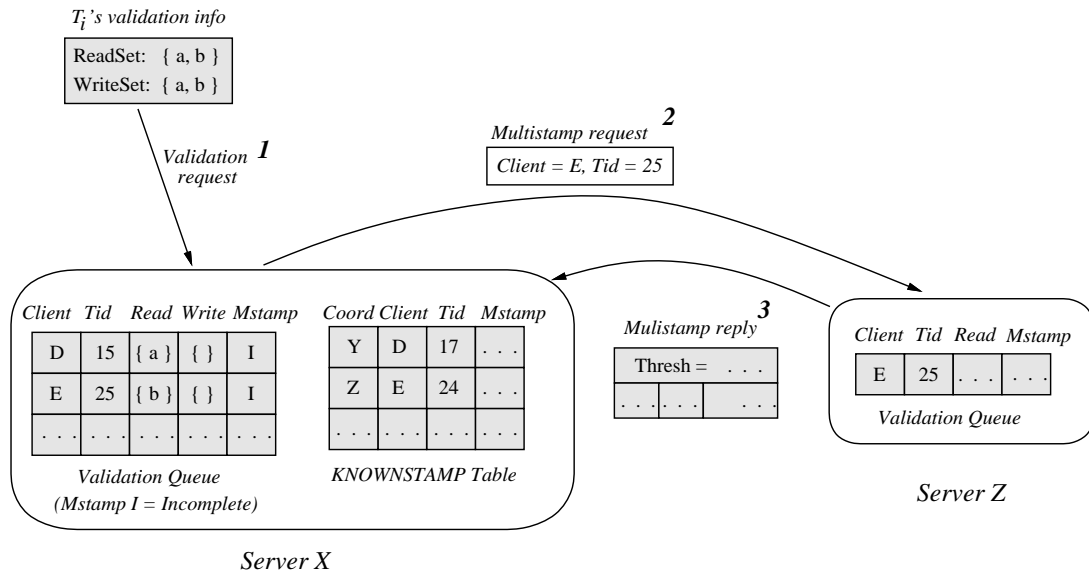 Ti's validation info
ReadSet: { a, b }
WriteSet: { a, b }
Validation request 1
Multistamp request 2
Client = E, Tid = 25
Client Tid Read Write Mstamp
D 15 { a } { } I
E 25 { b } { } I
. . . . . . . . . . . . . . .
Validation Queue
(Mstamp I = Incomplete)
Coord Client Tid Mstamp
Y D 17 . . .
Z E 24 . . .
. . . . . . . . . . . .
KNOWNSTAMP Table
Server X
Mulistamp reply 3
Thresh = . . .
. . . . . . . . .
Client Tid Read Mstamp
E 25 . . . . . .
Validation Queue
Server Z